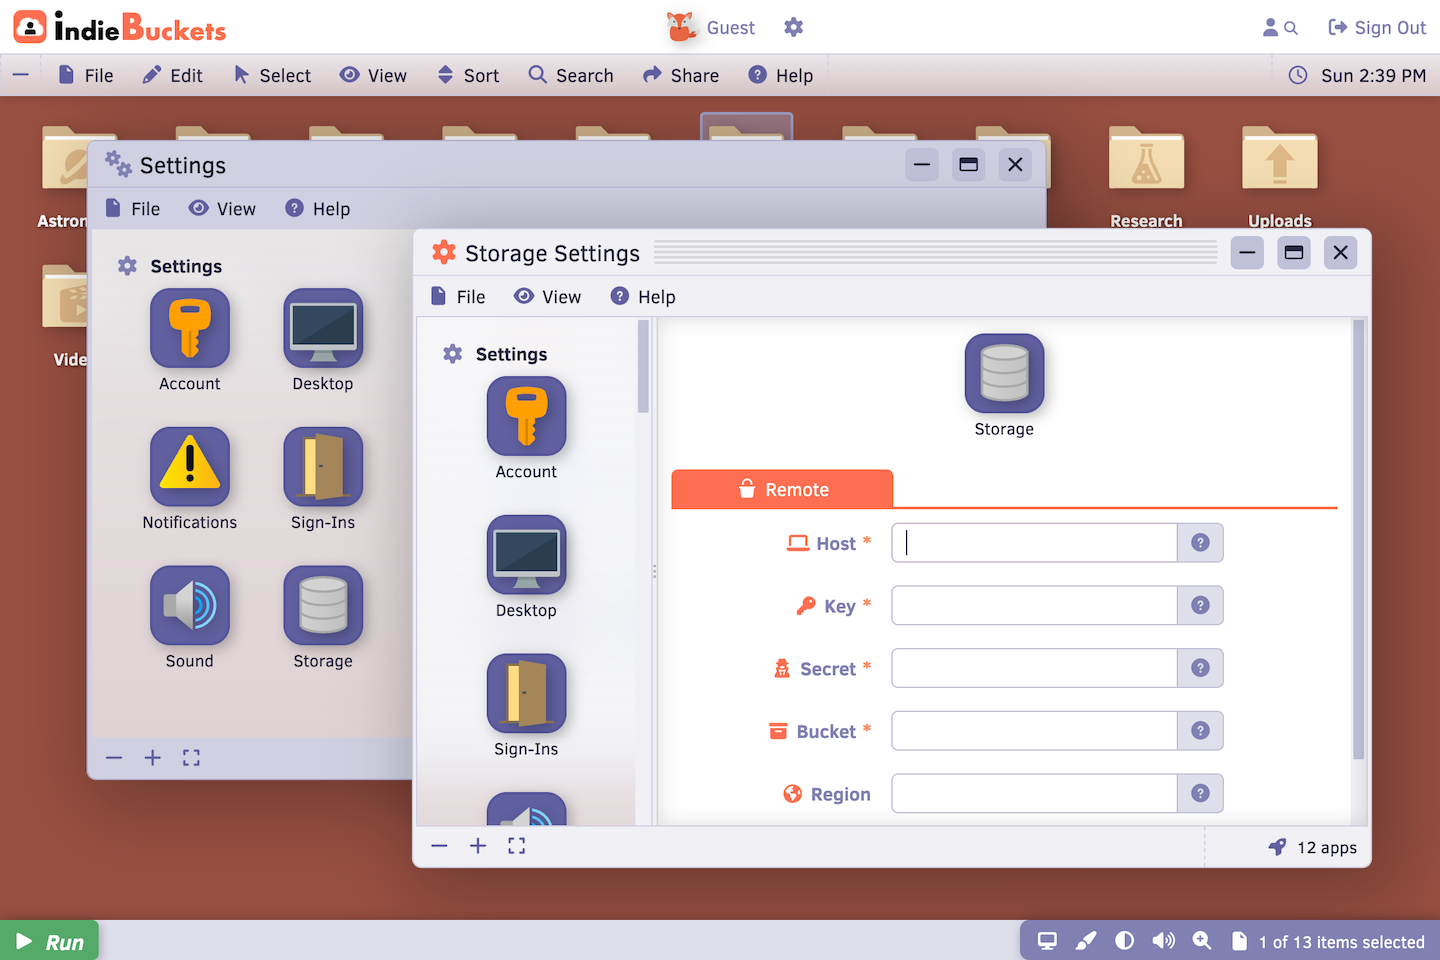 IndieBuckets
Guest
Sign Out
File
Edit
Select
View
Sort
Search
Share
Help
Sun 2:39 PM
Research
Uploads
Settings
File
View
Help
Settings
Account
Desktop
Notifications
Sign-Ins
Sound
Storage
Storage Settings
File
View
Help
Settings
Account
Desktop
Sign-Ins
Storage
Remote
Host *
Key *
Secret *
Bucket *
Region
12 apps
Run
1 of 13 items selected